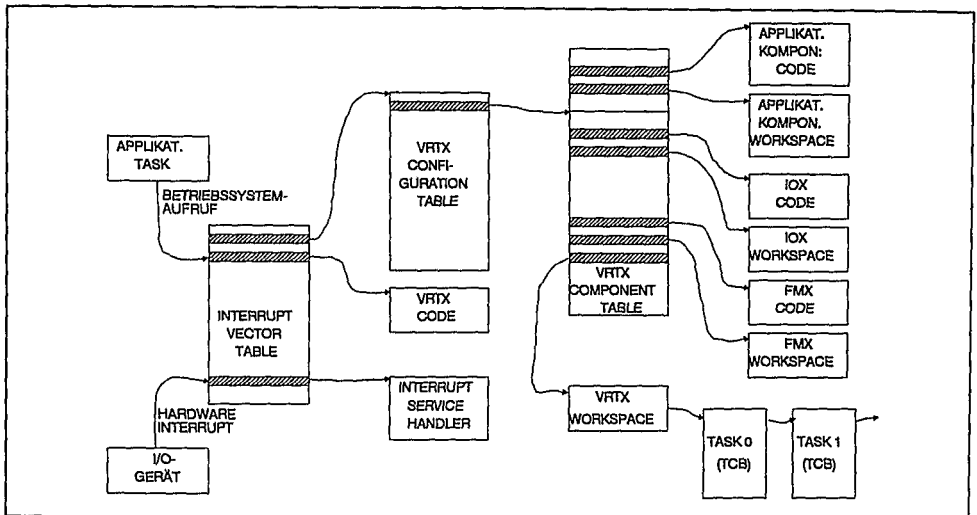 APPLIKAT.
TASK
BETRIEBSSYSTEM-
AUFRUF
INTERRUPT
VECTOR
TABLE
HARDWARE
INTERRUPT
I/O-
GERÄT
VRTX
CONFI-
GURATION
TABLE
VRTX
CODE
INTERRUPT
SERVICE
HANDLER
VRTX
COMPONENT
TABLE
VRTX
WORKSPACE
TASK 0
(TCB)
TASK 1
(TCB)
APPLIKAT.
KOMPON:
CODE
APPLIKAT.
KOMPON.
WORKSPACE
IOX
CODE
IOX
WORKSPACE
FMX
CODE
FMX
WORKSPACE